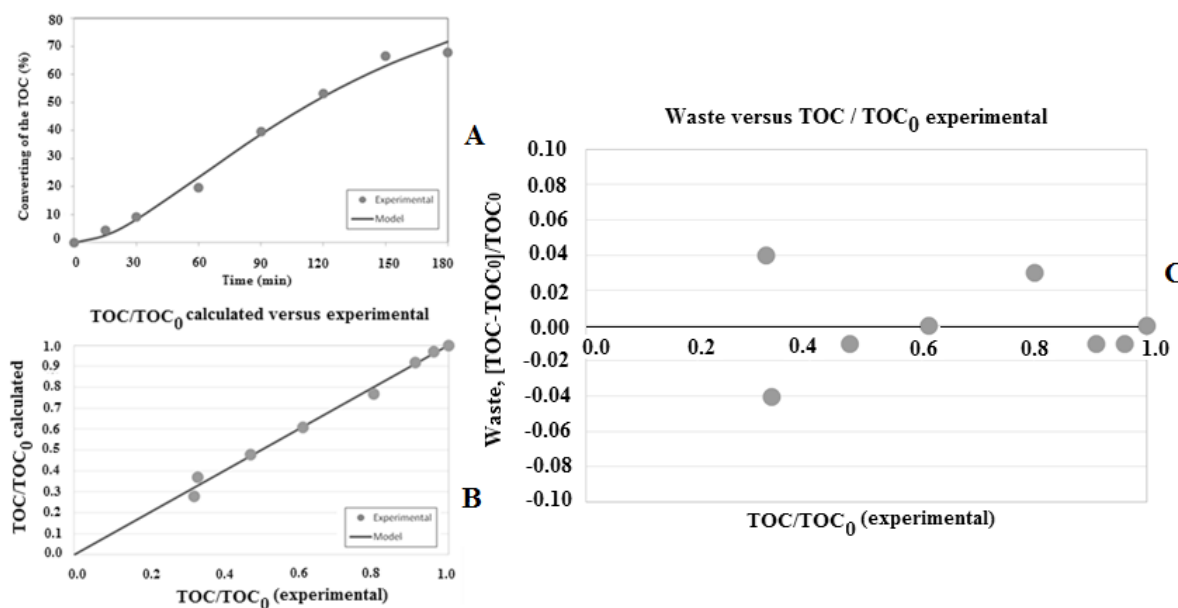 Converting of the TOC (%)
80
70
60
50
40
30
20
10
0
Experimental
Model
0 30 60 90 120 150 180
Time (min)
A
TOC/TOC0 calculated versus experimental
TOC/TOC0 calculated
1.0
0.9
0.8
0.7
0.6
0.5
0.4
0.3
0.2
0.1
0.0
Experimental
Model
0.0 0.2 0.4 0.6 0.8 1.0
TOC/TOC0 (experimental)
B
Waste versus TOC / TOC0 experimental
Waste, [TOC-TOC0]/TOC0
0.10
0.08
0.06
0.04
0.02
0.00
-0.02
-0.04
-0.06
-0.08
-0.10
0.0 0.2 0.4 0.6 0.8 1.0
TOC/TOC0 (experimental)
C